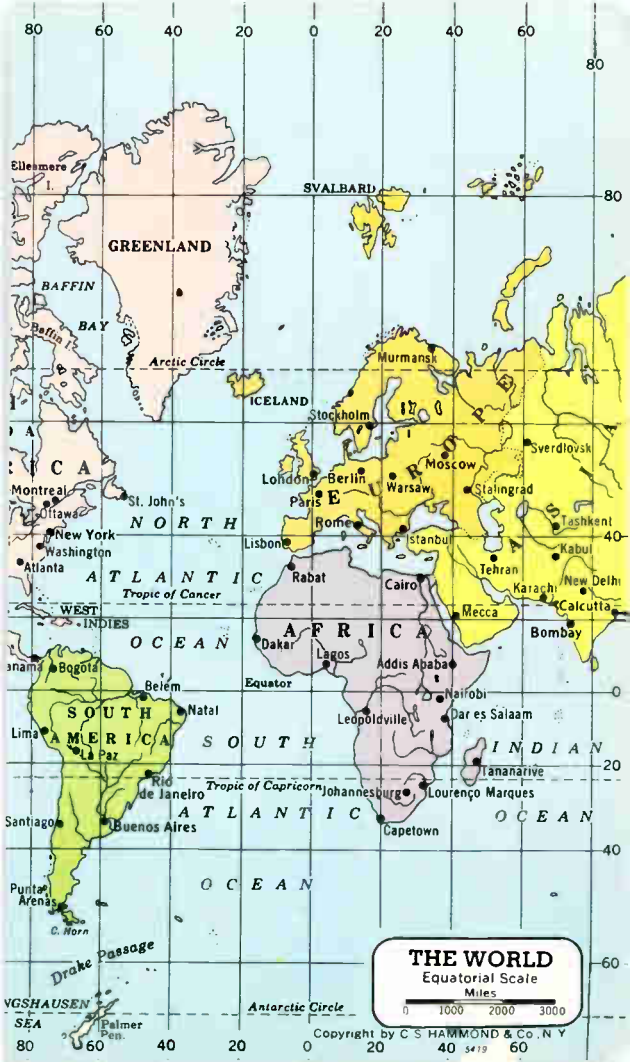 80 60 40 20 0 20 40 60
80
Ellesmere
I.
SVALBARD
80
GREENLAND
BAFFIN
BAY
Baffin
I.
Arctic Circle
Murmansk
ICELAND
Stockholm
EUROPE
Sverdlovsk
London
Berlin
Moscow
Paris
Warsaw
Stalingrad
RICA
Montreal
Ottawa
St. John's
NORTH
Rome
Istanbul
Tashkent
AS
New York
Washington
Lisbon
40
Kabul
Atlanta
ATLANTIC
Rabat
Cairo
Tehran
New Delhi
Karachi
Tropic of Cancer
Calcutta
WEST
INDIES
Mecca
Bombay
OCEAN
Dakar
AFRICA
anama
Bogota
Lagos
Addis Ababa
Equator
0
Belem
Nairobi
SOUTH
AMERICA
Natal
Leopoldville
Dar es Salaam
Lima
La Paz
SOUTH
INDIAN
Tananarive
20
Rio
de Janeiro
Tropic of Capricorn
Johannesburg
Lourenço Marques
Santiago
Buenos Aires
ATLANTIC
Capetown
OCEAN
40
Punta
Arenas
OCEAN
C. Horn
Drake Passage
THE WORLD
Equatorial Scale
Miles
0 1000 2000 3000
60
NGSHAUSEN
SEA
Palmer
Pen.
Antarctic Circle
Copyright by C S HAMMOND & Co. N Y
5419
80 60 40 20 0 20 40 60